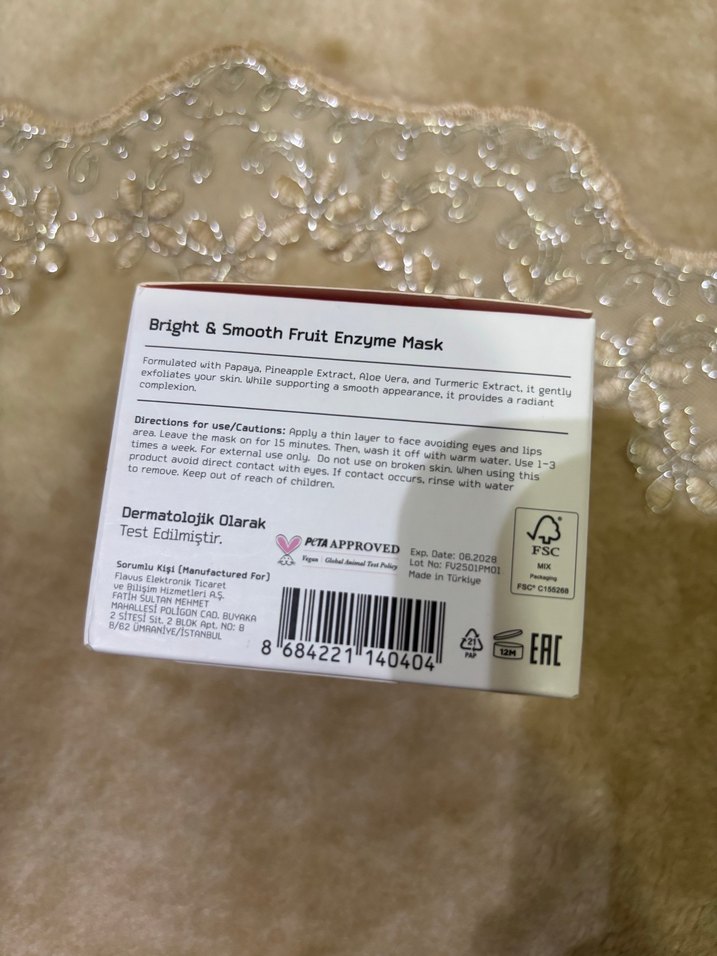 Bright & Smooth Fruit Enzyme Mask
Formulated with Papaya, Pineapple Extract, Aloe Vera, and Turmeric Extract, it gently
exfoliates your skin. While supporting a smooth appearance, it provides a radiant
complexion.
Directions for use/Cautions: Apply a thin layer to face avoiding eyes and lips
area. Leave the mask on for 15 minutes. Then, wash it off with warm water. Use 1-3
times a week. For external use only. Do not use on broken skin. When using this
product avoid direct contact with eyes. If contact occurs, rinse with water
to remove. Keep out of reach of children.
Dermatolojik Olarak
Test Edilmiştir.
PETA APPROVED
Vegan | Global Animal Test Policy
Exp. Date: 06.2028
Lot No: FU2501PM01
Made in Türkiye
FSC
MIX
Packaging
FSC® C155268
Sorumlu Kişi (Manufactured For)
Flavus Elektronik Ticaret
ve Bilişim Hizmetleri A.Ş.
FATİH SULTAN MEHMET
MAHALLESİ POLİGON CAD. BUYAKA
2 SİTESİ Sit. 2 BLOK Apt. NO: 8
B/62 ÜMRANİYE/İSTANBUL
8 684221 140404
21
PAP
12M
EAC